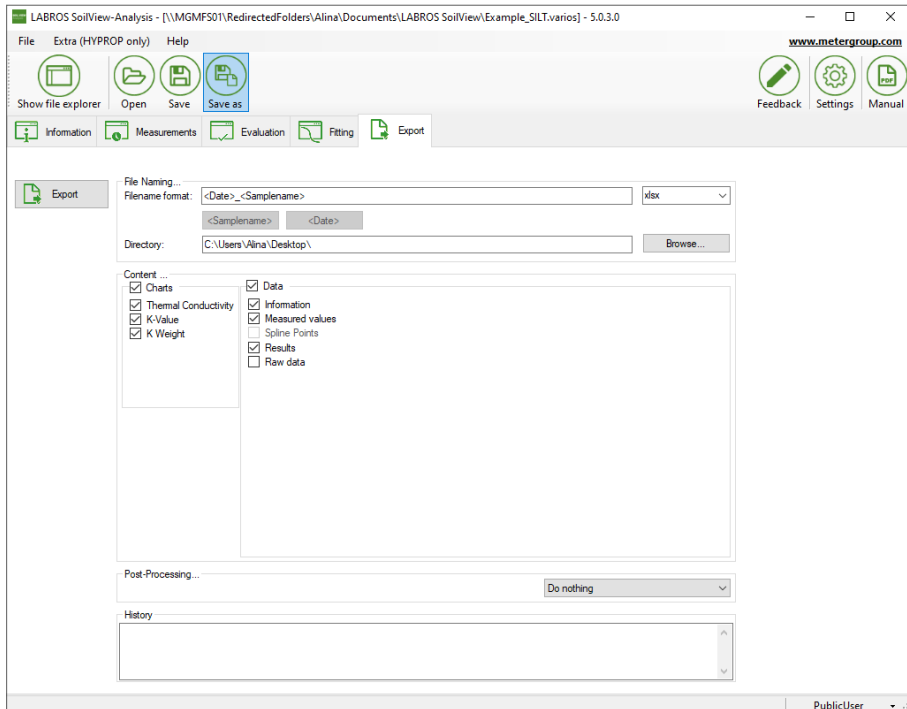 LABROS SoilView-Analysis - [\\MGMFS01\RedirectedFolders\Alina\Documents\LABROS SoilView\Example_SILT.varios] - 5.0.3.0
File Extra (HYPROP only) Help www.metergroup.com
Show file explorer Open Save Save as Feedback Settings Manual
Information Measurements Evaluation Fitting Export
Export
File Naming...
Filename format: <Date>_<Samplename> xlsx
<Samplename> <Date>
Directory: C:\Users\Alina\Desktop\ Browse...
Content ...
Charts Data
Thermal Conductivity Information
K-Value Measured values
K Weight Spline Points
Results
Raw data
Post-Processing...
Do nothing
History
PublicUser